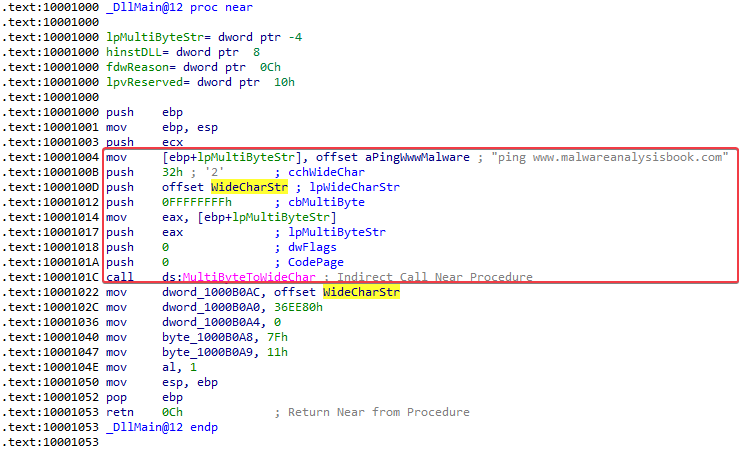 .text:10001000 _DllMain@12 proc near
.text:10001000
.text:10001000 lpMultiByteStr= dword ptr -4
.text:10001000 hinstDLL= dword ptr  8
.text:10001000 fdwReason= dword ptr  0Ch
.text:10001000 lpvReserved= dword ptr  10h
.text:10001000
.text:10001000 push    ebp
.text:10001001 mov     ebp, esp
.text:10001003 push    ecx
.text:10001004 mov     [ebp+lpMultiByteStr], offset aPingWwwMalware ; "ping www.malwareanalysisbook.com"
.text:1000100B push    32h ; '2'       ; cchWideChar
.text:1000100D push    offset WideCharStr ; lpWideCharStr
.text:10001012 push    0FFFFFFFFh      ; cbMultiByte
.text:10001014 mov     eax, [ebp+lpMultiByteStr]
.text:10001017 push    eax             ; lpMultiByteStr
.text:10001018 push    0               ; dwFlags
.text:1000101A push    0               ; CodePage
.text:1000101C call    ds:MultiByteToWideChar ; Indirect Call Near Procedure
.text:10001022 mov     dword_1000B0AC, offset WideCharStr
.text:1000102C mov     dword_1000B0A0, 36EE80h
.text:10001036 mov     dword_1000B0A4, 0
.text:10001040 mov     byte_1000B0A8, 7Fh
.text:10001047 mov     byte_1000B0A9, 11h
.text:1000104E mov     al, 1
.text:10001050 mov     esp, ebp
.text:10001052 pop     ebp
.text:10001053 retn    0Ch             ; Return Near from Procedure
.text:10001053 _DllMain@12 endp
.text:10001053